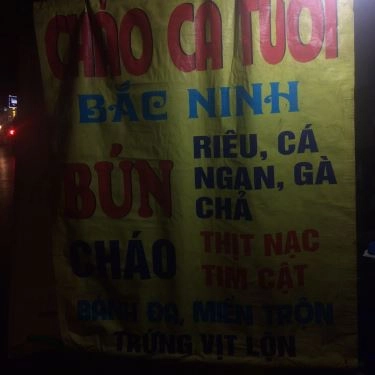 CHÁO CÁ TƯƠI
BẮC NINH
BÚN RIÊU, CÁ
NGAN, GÀ
CHẢ
CHÁO THỊT NẠC
TIM CẬT
BÁNH ĐA, MIẾN TRỘN
TRỨNG VỊT LỘN